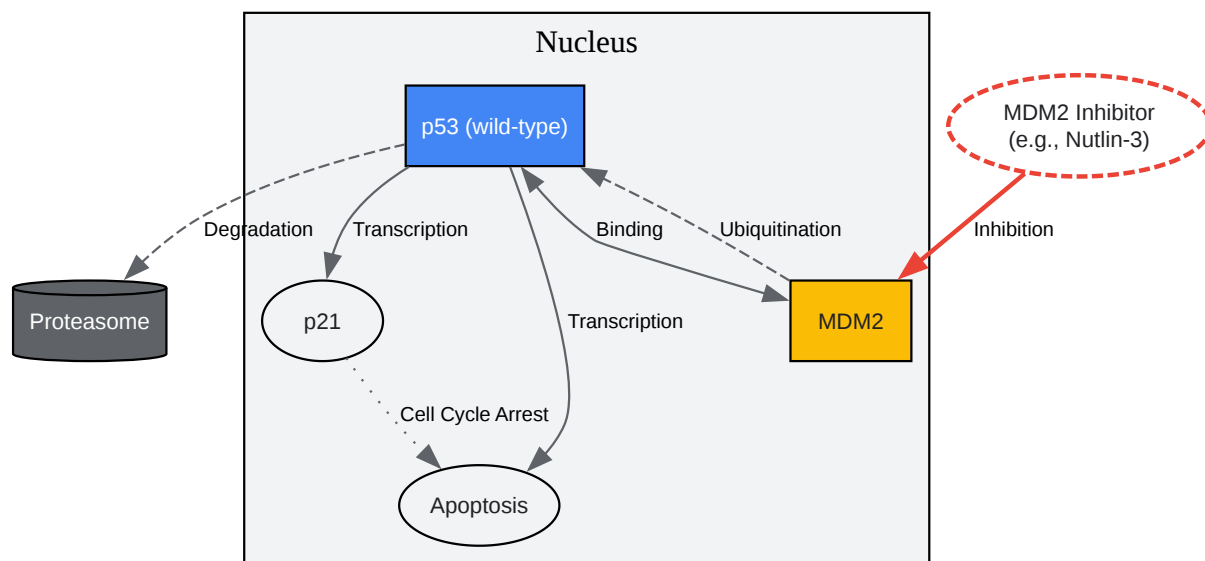 Nucleus
p53 (wild-type)
MDM2 Inhibitor
(e.g., Nutlin-3)
Degradation
Transcription
Binding
Ubiquitination
Inhibition
Proteasome
p21
Transcription
MDM2
Cell Cycle Arrest
Apoptosis